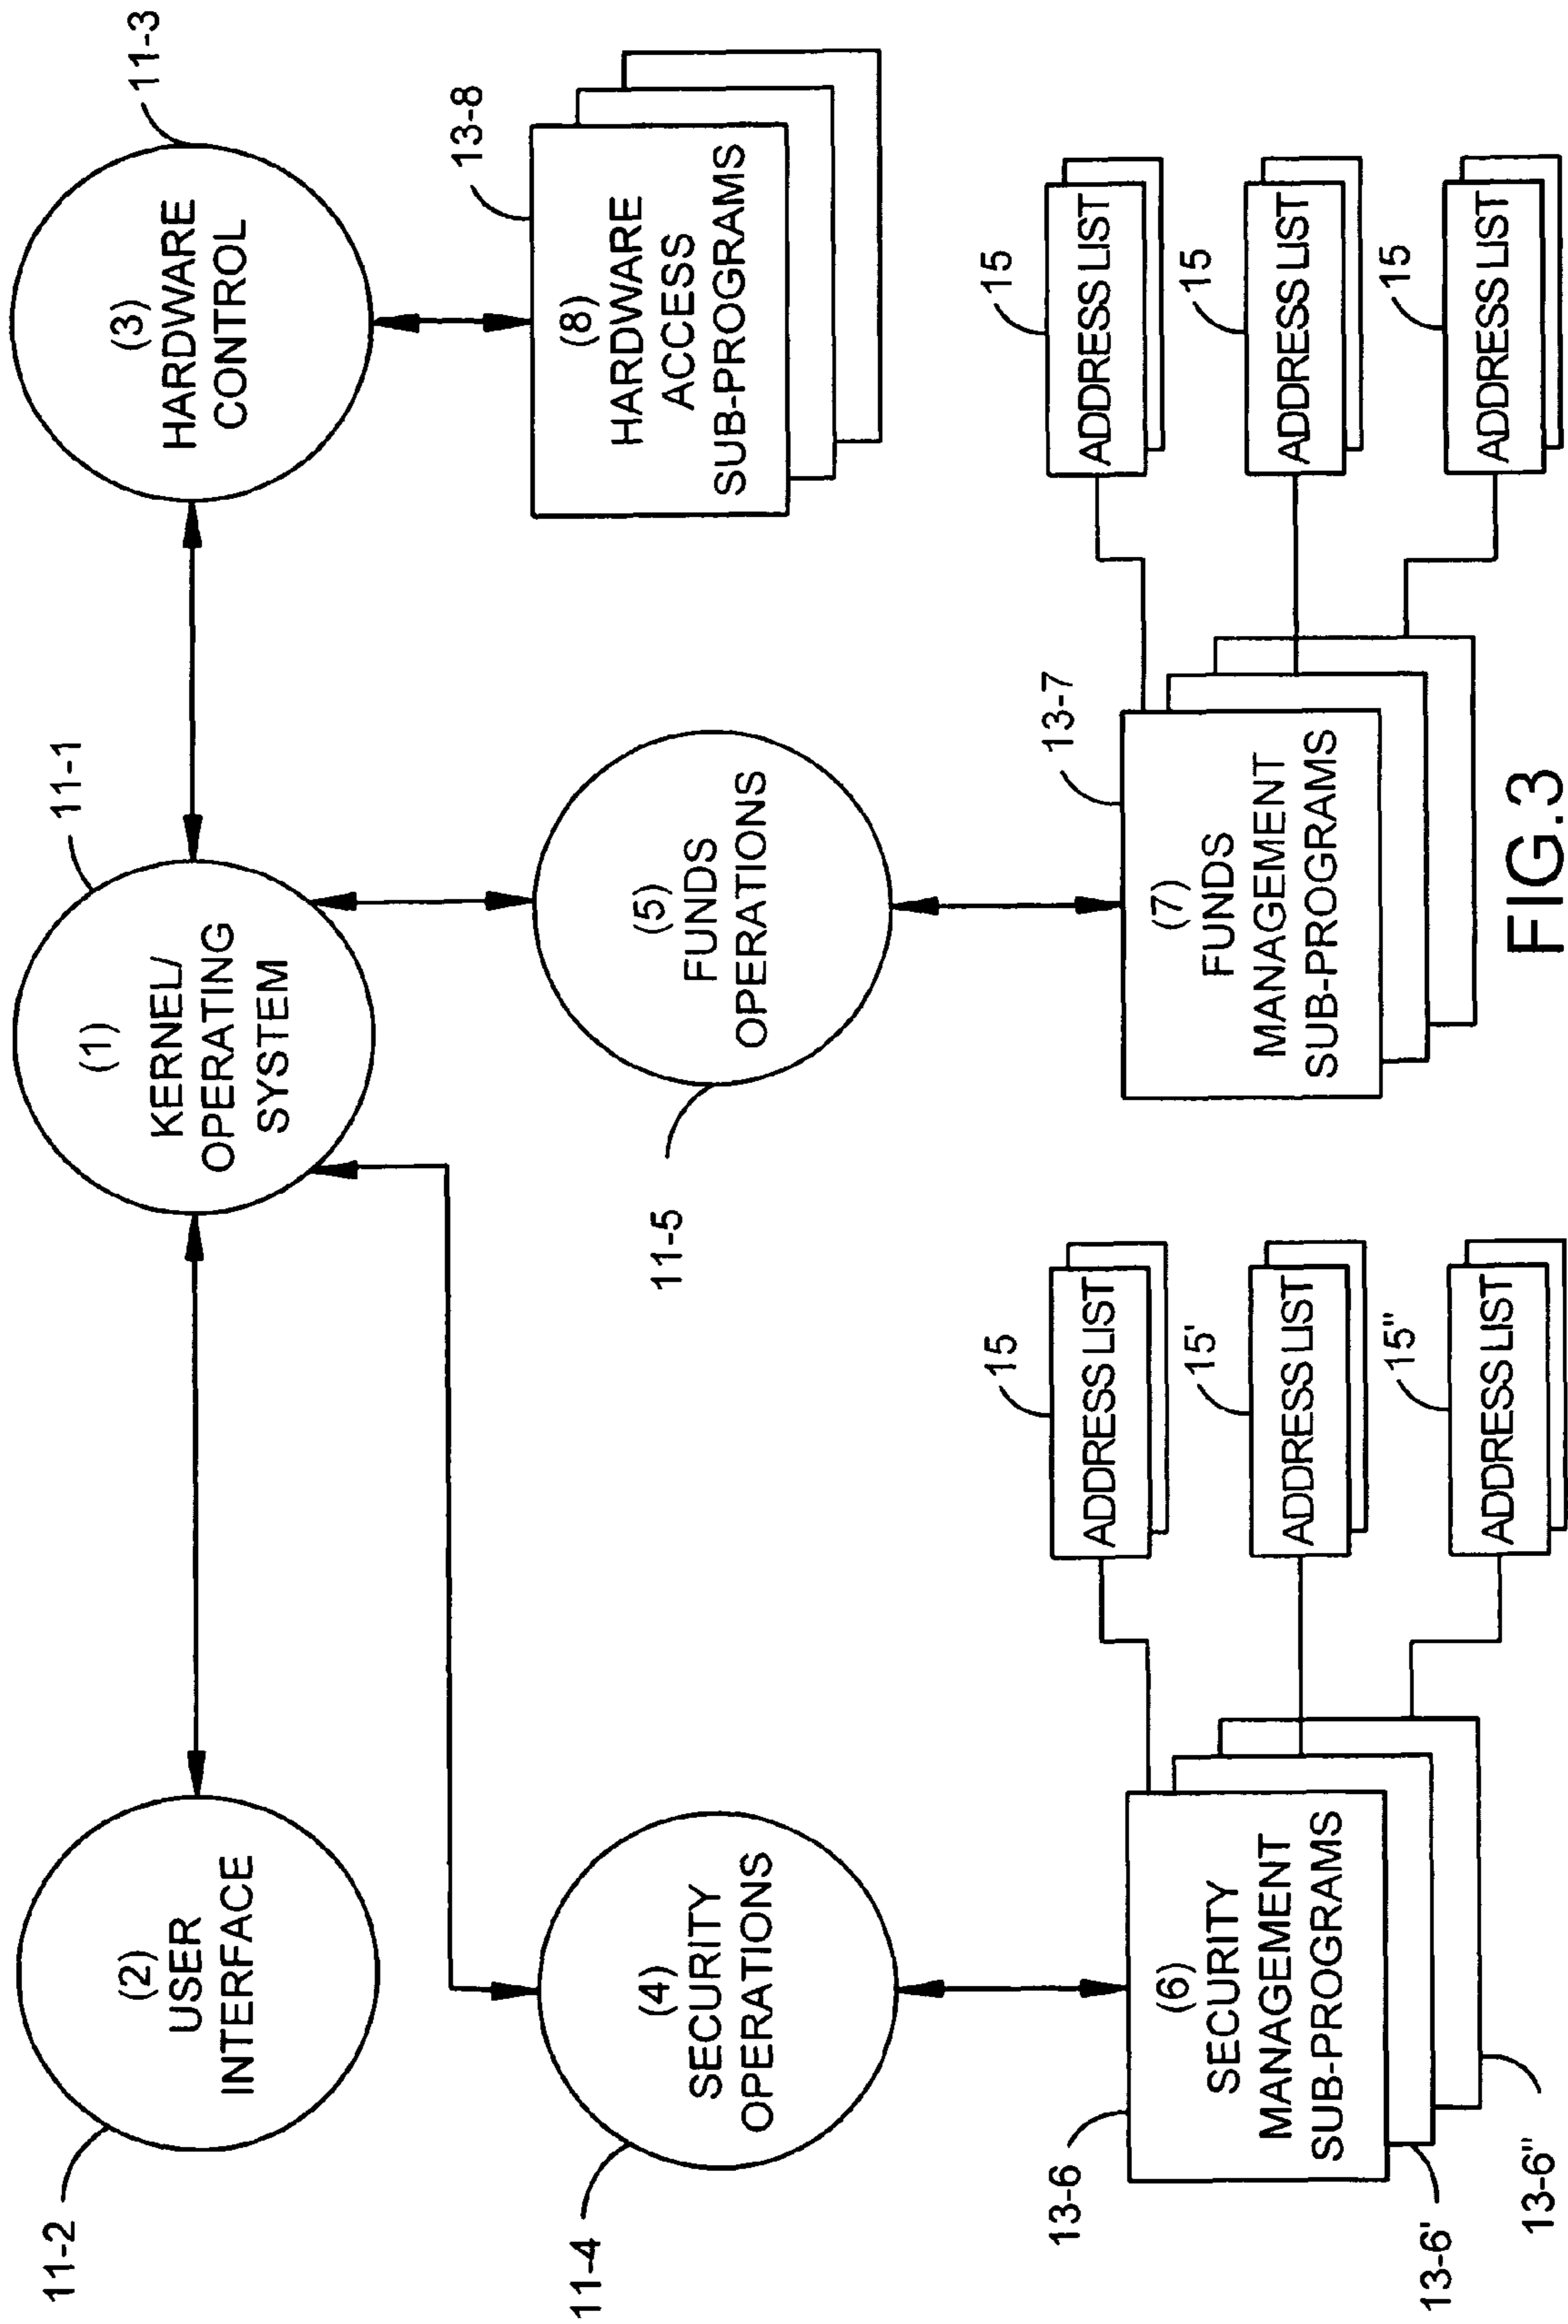 11-2
(2)
USER
INTERFACE
11-1
(1)
KERNEL/
OPERATING
SYSTEM
11-3
(3)
HARDWARE
CONTROL
11-4
(4)
SECURITY
OPERATIONS
11-5
(5)
FUNDS
OPERATIONS
13-8
(8)
HARDWARE
ACCESS
SUB-PROGRAMS
13-6
(6)
SECURITY
MANAGEMENT
SUB-PROGRAMS
13-6'
13-6"
15
ADDRESS LIST
15'
ADDRESS LIST
15"
ADDRESS LIST
13-7
(7)
FUNDS
MANAGEMENT
SUB-PROGRAMS
15
ADDRESS LIST
15
ADDRESS LIST
15
ADDRESS LIST
FIG.3